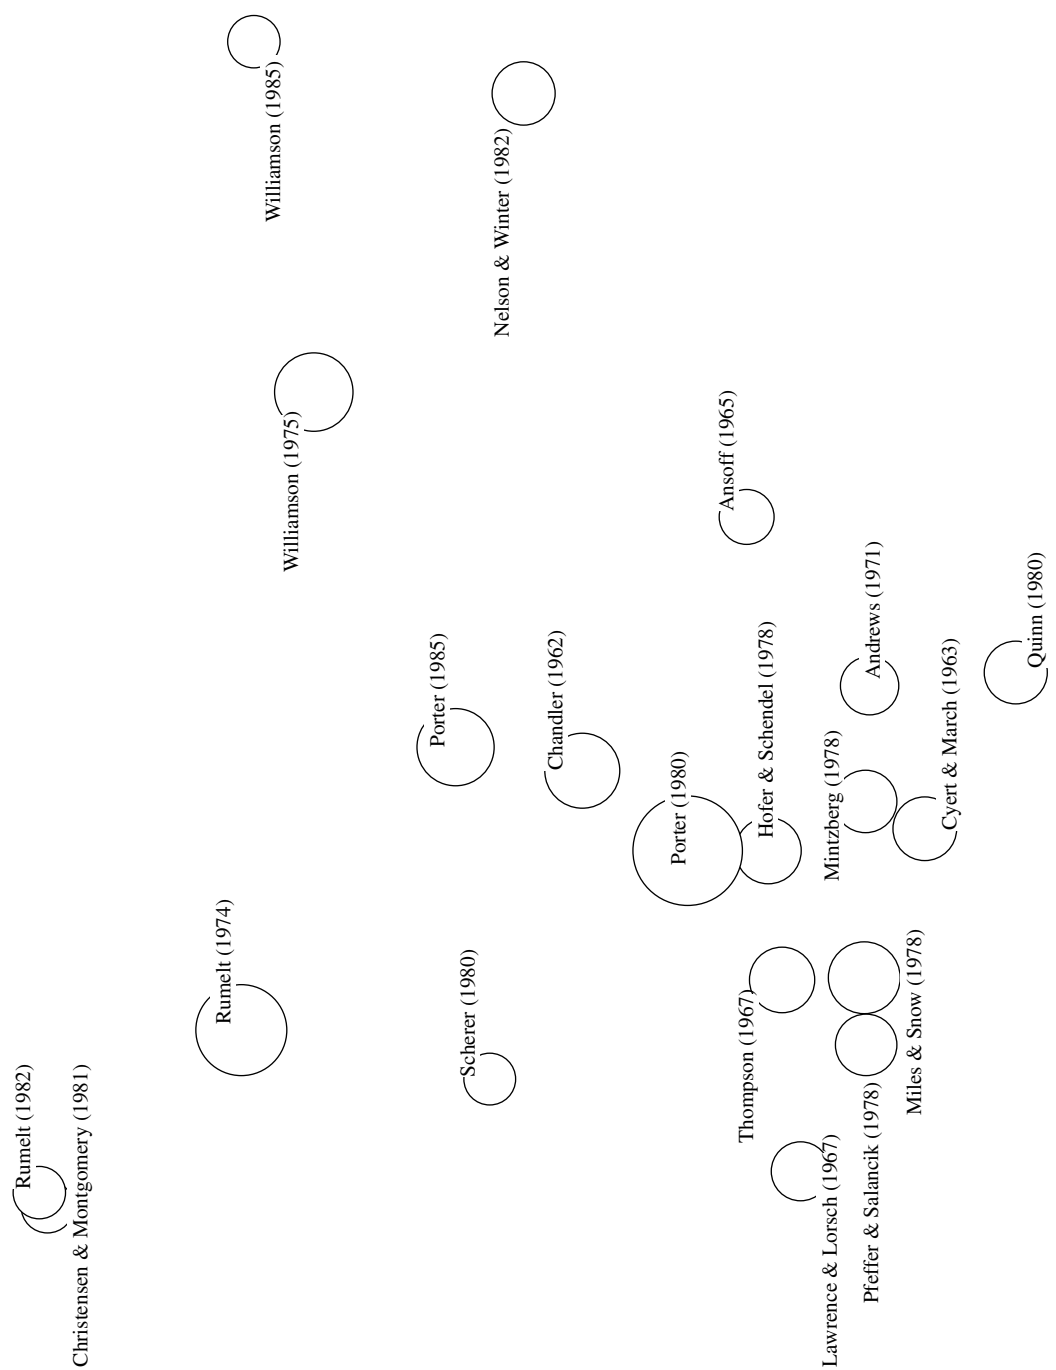 Rumelt (1982)
Christensen & Montgomery (1981)
Rumelt (1974)
Williamson (1985)
Williamson (1975)
Porter (1985)
Scherer (1980)
Nelson & Winter (1982)
Chandler (1962)
Porter (1980)
Ansoff (1965)
Thompson (1967)
Hofer & Schendel (1978)
Lawrence & Lorsch (1967)
Mintzberg (1978)
Pfeffer & Salancik (1978)
Andrews (1971)
Miles & Snow (1978)
Cyert & March (1963)
Quinn (1980)